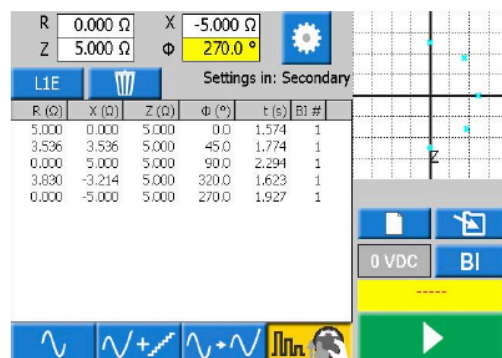 R 0.000 Ω X -5.000 Ω
Z 5.000 Ω Φ 270.0 °
L1E Settings in: Secondary
R (Ω) X (Ω) Z (Ω) Φ (°) t (s) BI #
5.000 0.000 5.000 0.0 1.574 1
3.536 3.536 5.000 45.0 1.774 1
0.000 5.000 5.000 90.0 2.294 1
3.830 -3.214 5.000 320.0 1.623 1
0.000 -5.000 5.000 270.0 1.927 1
Z
0 VDC BI
-----